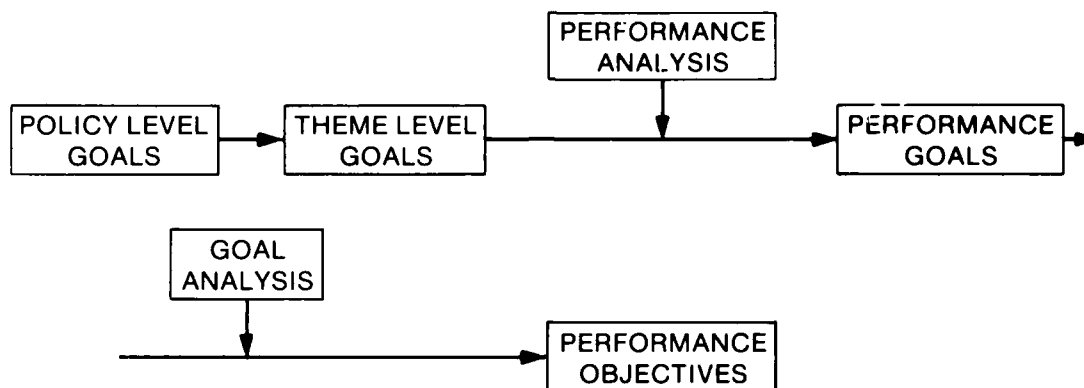 PERFORMANCE
ANALYSIS
POLICY LEVEL
GOALS
THEME LEVEL
GOALS
PERFORMANCE
GOALS
GOAL
ANALYSIS
PERFORMANCE
OBJECTIVES